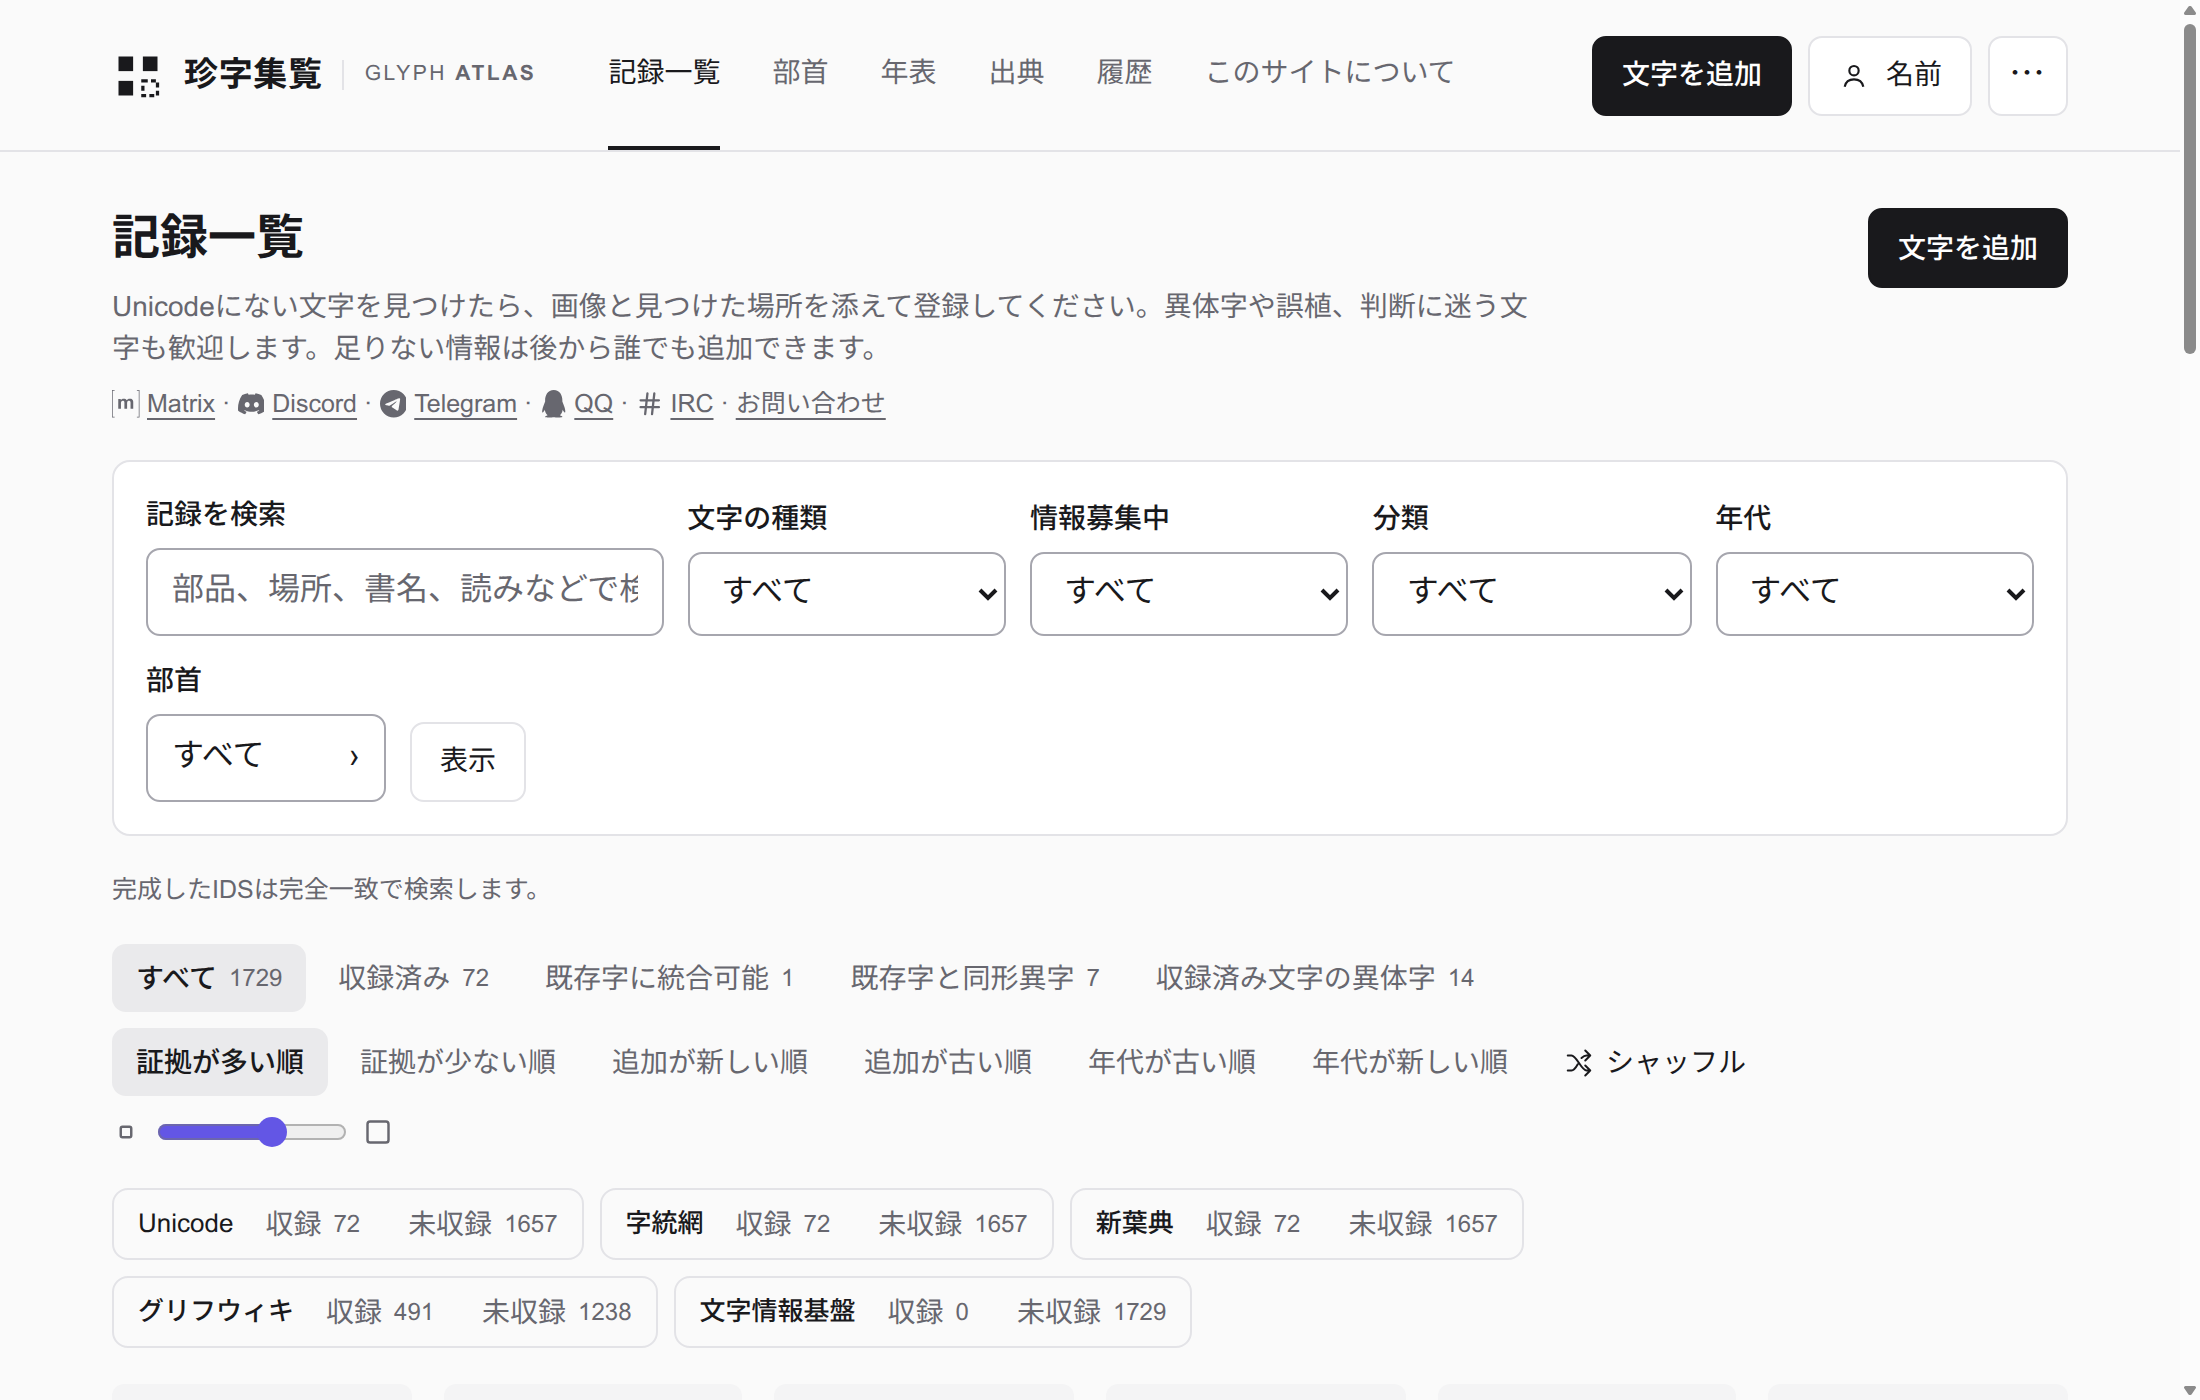 珍字集覧 GLYPH ATLAS 記録一覧 部首 年表 出典 履歴 このサイトについて 文字を追加 名前 …
記録一覧 文字を追加
Unicodeにない文字を見つけたら、画像と見つけた場所を添えて登録してください。異体字や誤植、判断に迷う文
字も歓迎します。足りない情報は後から誰でも追加できます。
[m] Matrix · Discord · Telegram · QQ · # IRC · お問い合わせ
記録を検索 文字の種類 情報募集中 分類 年代
部品、場所、書名、読みなどで検 すべて すべて すべて すべて
部首
すべて › 表示
完成したIDSは完全一致で検索します。
すべて 1729 収録済み 72 既存字に統合可能 1 既存字と同形異字 7 収録済み文字の異体字 14
証拠が多い順 証拠が少ない順 追加が新しい順 追加が古い順 年代が古い順 年代が新しい順 シャッフル
Unicode 収録 72 未収録 1657 字統網 収録 72 未収録 1657 新葉典 収録 72 未収録 1657
グリフウィキ 収録 491 未収録 1238 文字情報基盤 収録 0 未収録 1729